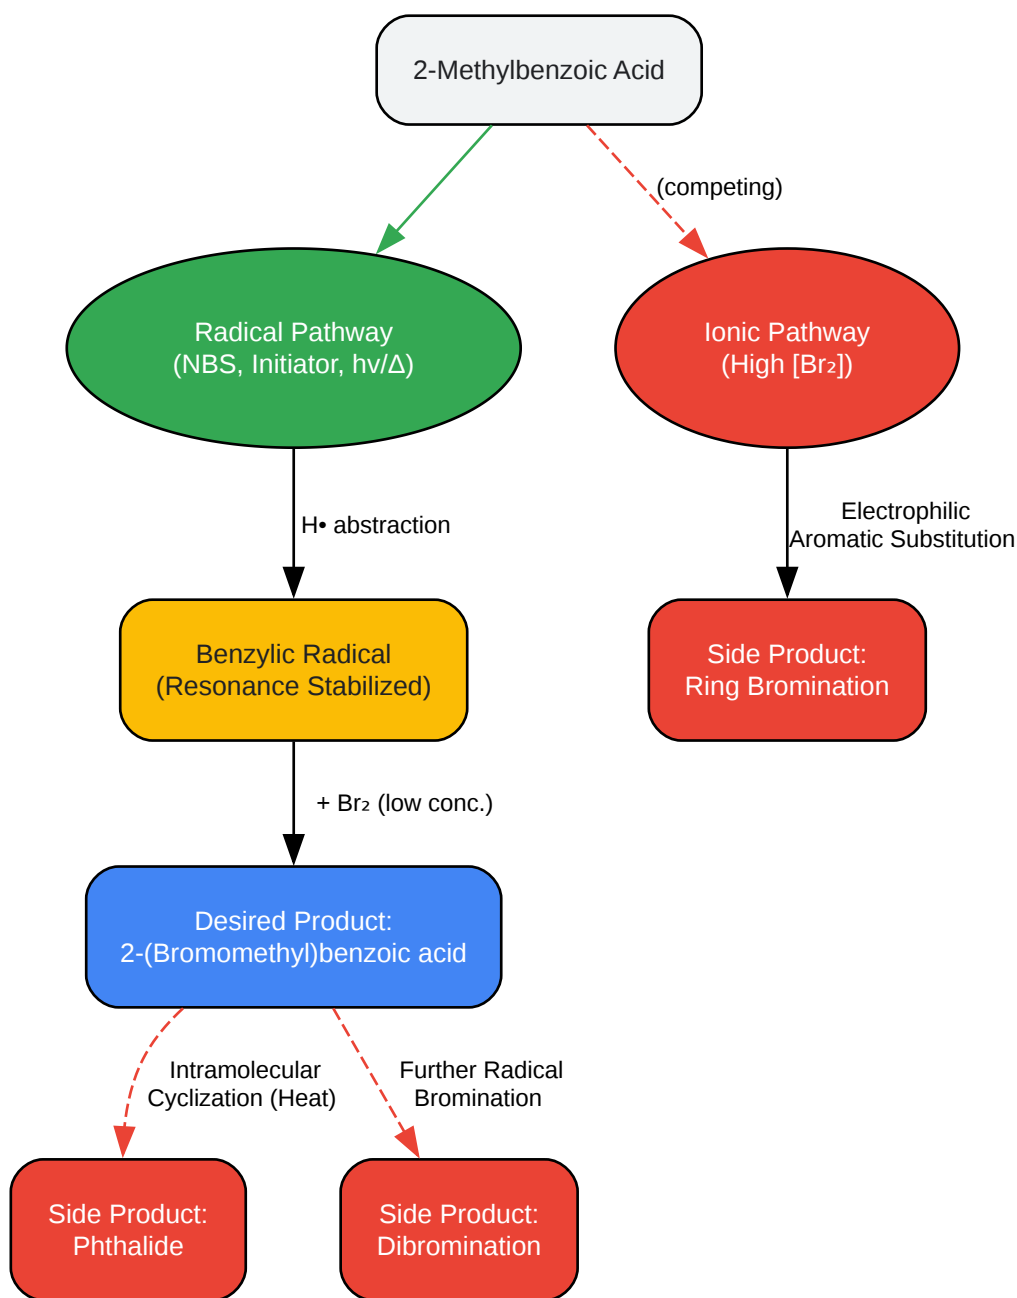 2-Methylbenzoic Acid
(competing)
Radical Pathway
(NBS, Initiator, hv/Δ)
Ionic Pathway
(High [Br₂])
H• abstraction
Electrophilic
Aromatic Substitution
Benzylic Radical
(Resonance Stabilized)
Side Product:
Ring Bromination
+ Br₂ (low conc.)
Desired Product:
2-(Bromomethyl)benzoic acid
Intramolecular
Cyclization (Heat)
Further Radical
Bromination
Side Product:
Phthalide
Side Product:
Dibromination